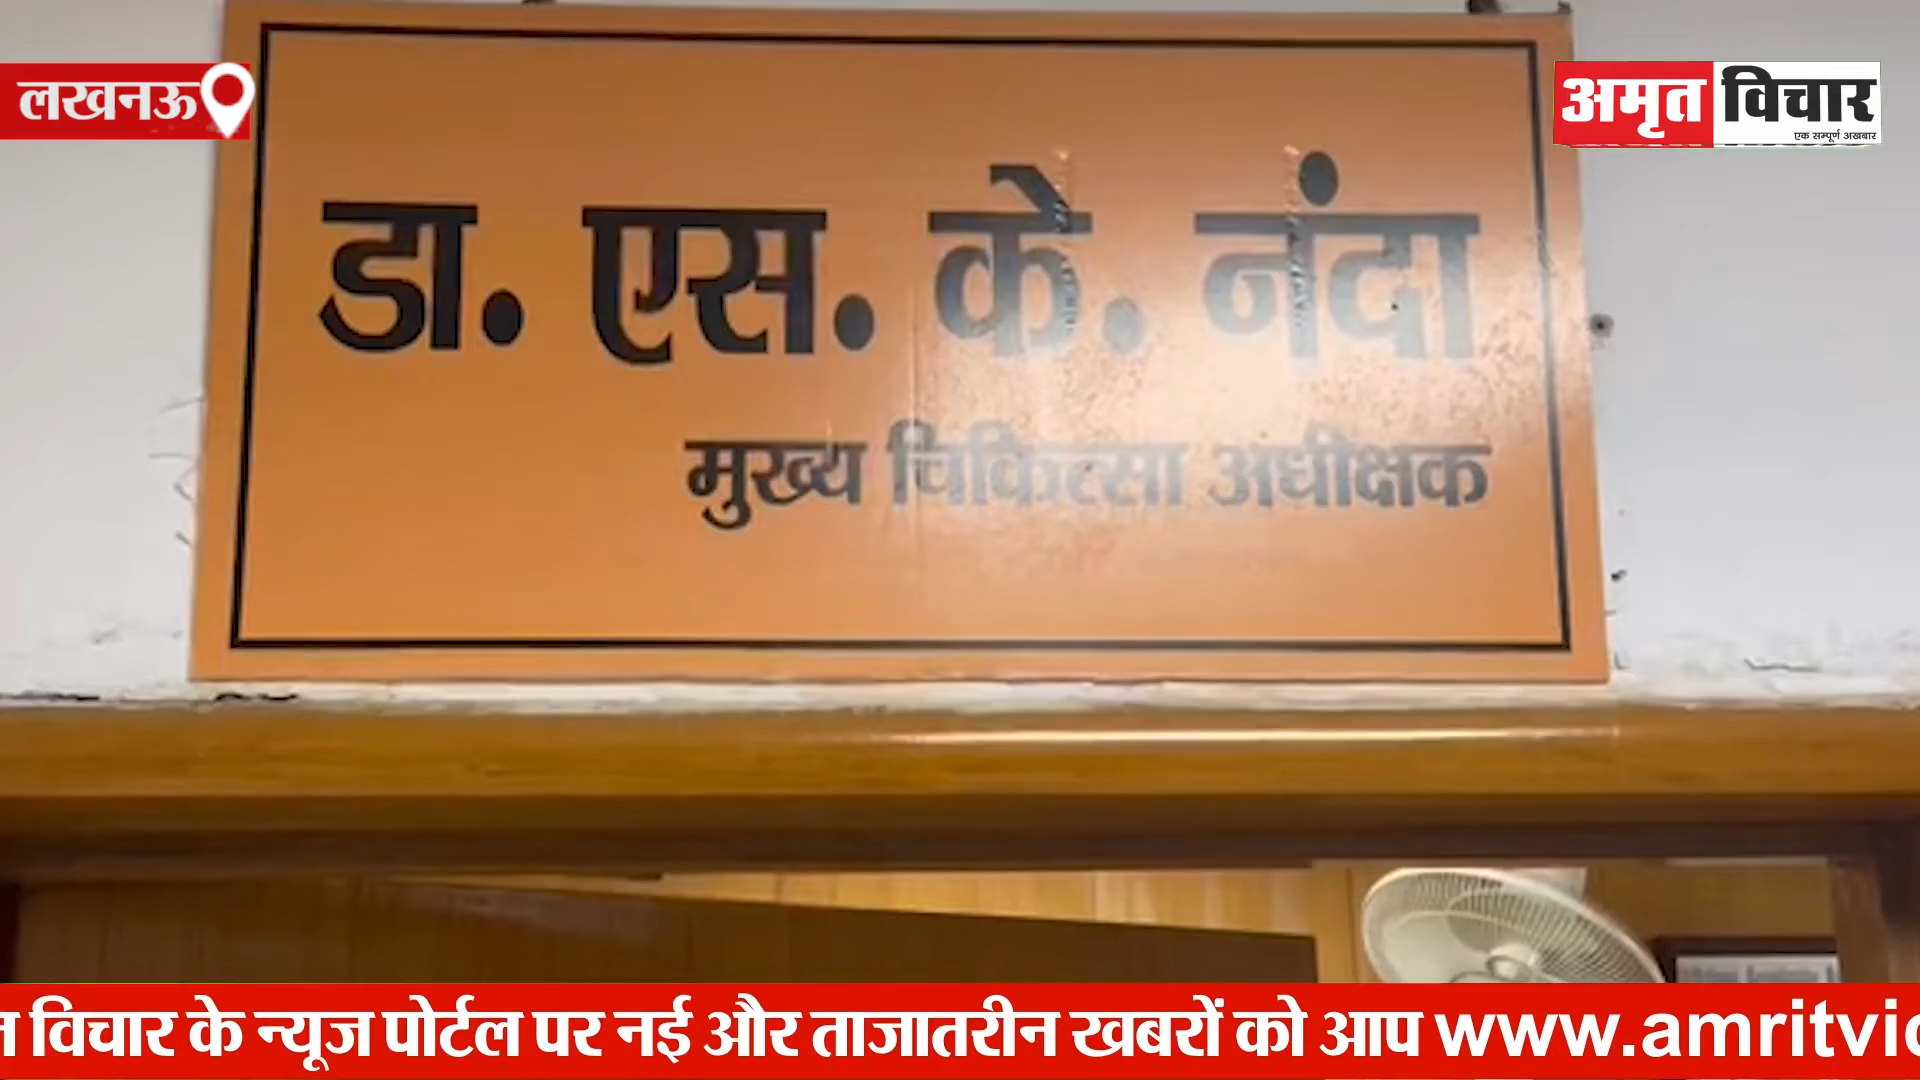 लखनऊ
अमृत विचार
एक सम्पूर्ण अखबार
डा. एस. के. नंदा
मुख्य चिकित्सा अधीक्षक
विचार के न्यूज पोर्टल पर नई और ताजातरीन खबरों को आप www.amritvic